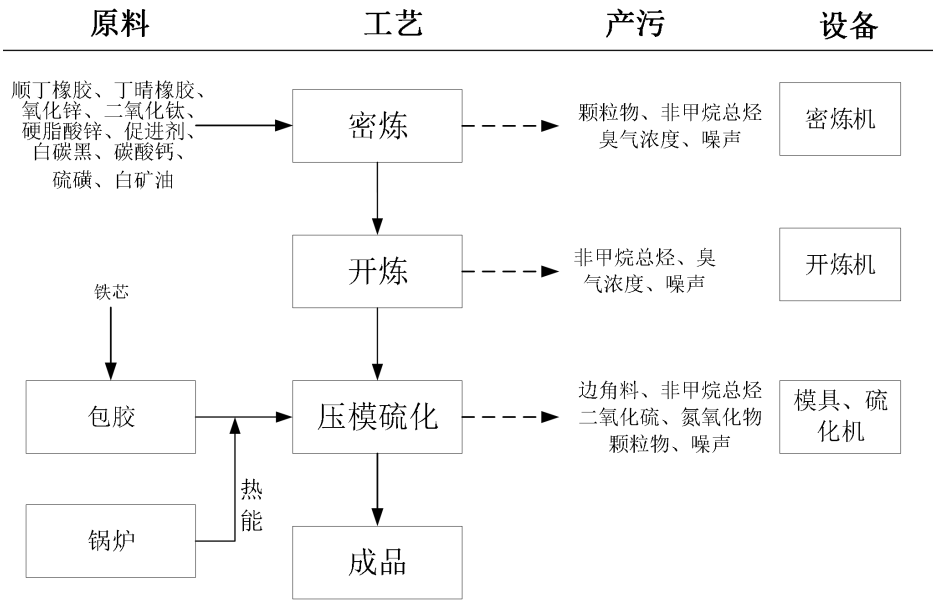 原料
工艺
产污
设备
顺丁橡胶、丁晴橡胶、
氧化锌、二氧化钛、
硬脂酸锌、促进剂、
白碳黑、碳酸钙、
硫磺、白矿油
密炼
颗粒物、非甲烷总烃
臭气浓度、噪声
密炼机
开炼
非甲烷总烃、臭
气浓度、噪声
开炼机
铁芯
包胶
压模硫化
边角料、非甲烷总烃
二氧化硫、氮氧化物
颗粒物、噪声
模具、硫
化机
热
能
锅炉
成品